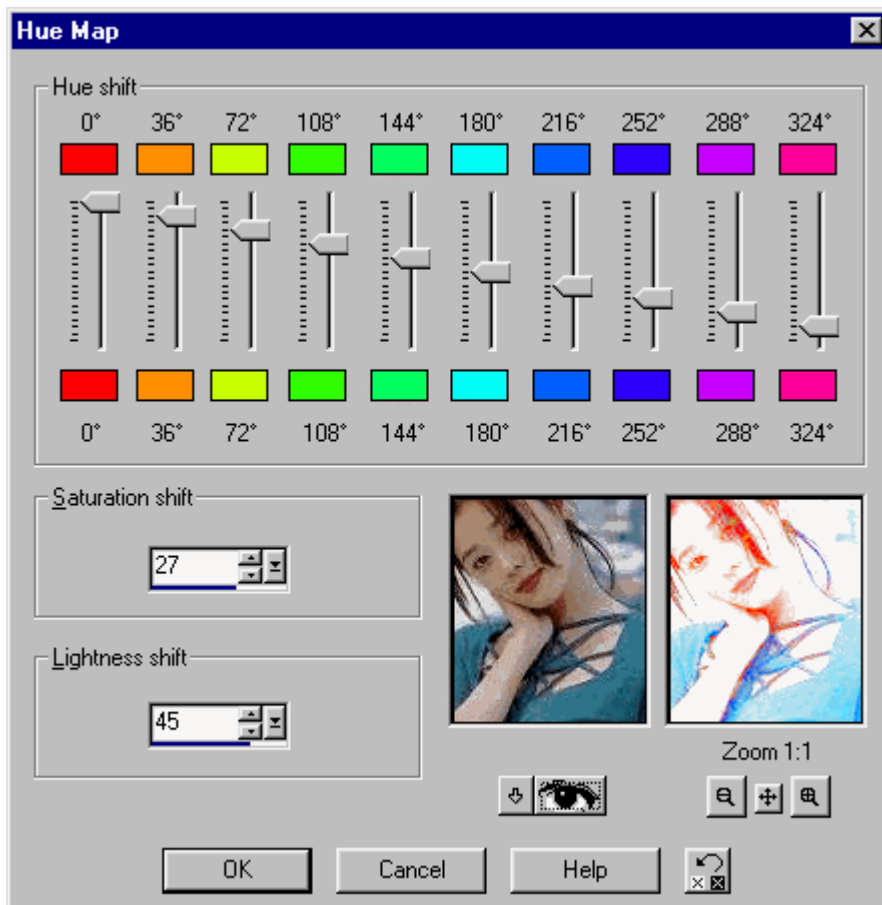 Hue Map
Hue shift
0° 36° 72° 108° 144° 180° 216° 252° 288° 324°
0° 36° 72° 108° 144° 180° 216° 252° 288° 324°
Saturation shift
27
Lightness shift
45
Zoom 1:1
OK Cancel Help